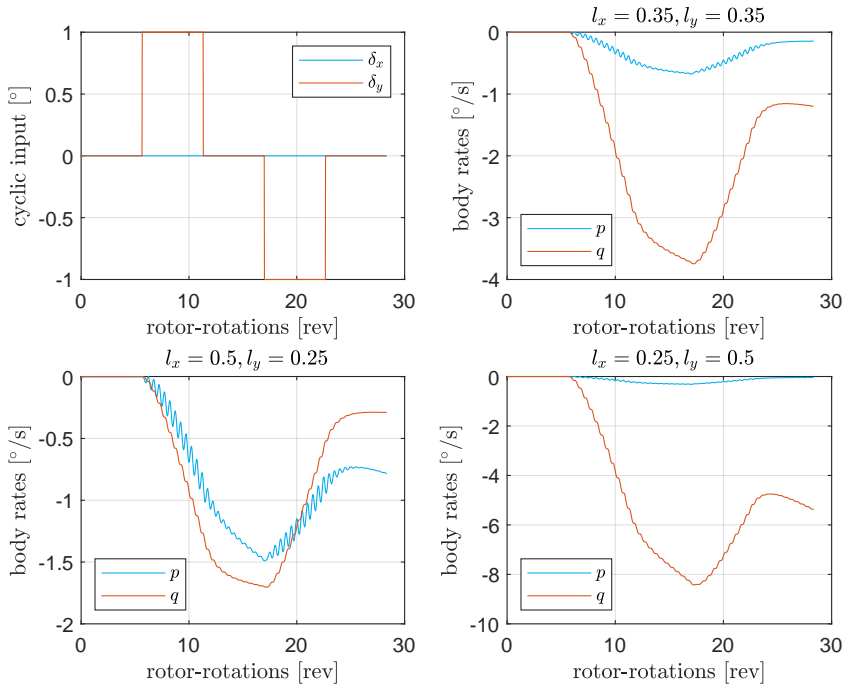 1
0.5
0
-0.5
-1
0
10
20
30
cyclic input [°]
rotor-rotations [rev]
δx
δy
lx = 0.35, ly = 0.35
0
-1
-2
-3
-4
0
10
20
30
body rates [°/s]
rotor-rotations [rev]
p
q
lx = 0.5, ly = 0.25
0
-0.5
-1
-1.5
-2
0
10
20
30
body rates [°/s]
rotor-rotations [rev]
p
q
lx = 0.25, ly = 0.5
0
-2
-4
-6
-8
-10
0
10
20
30
body rates [°/s]
rotor-rotations [rev]
p
q